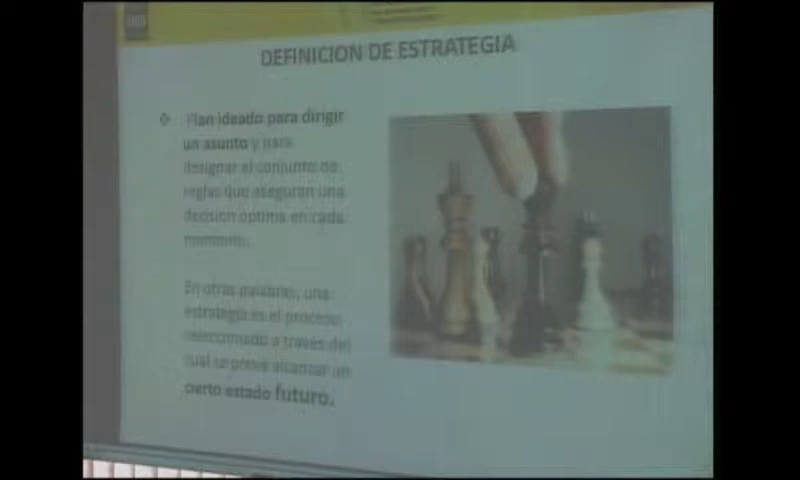 DEFINICION DE ESTRATEGIA
Plan ideado para dirigir
un asunto y para
designar el conjunto de
reglas que aseguran una
decisión óptima en cada
momento.
En otras palabras, una
estrategia es el proceso
seleccionado a través del
cual se prevé alcanzar un
cierto estado futuro.